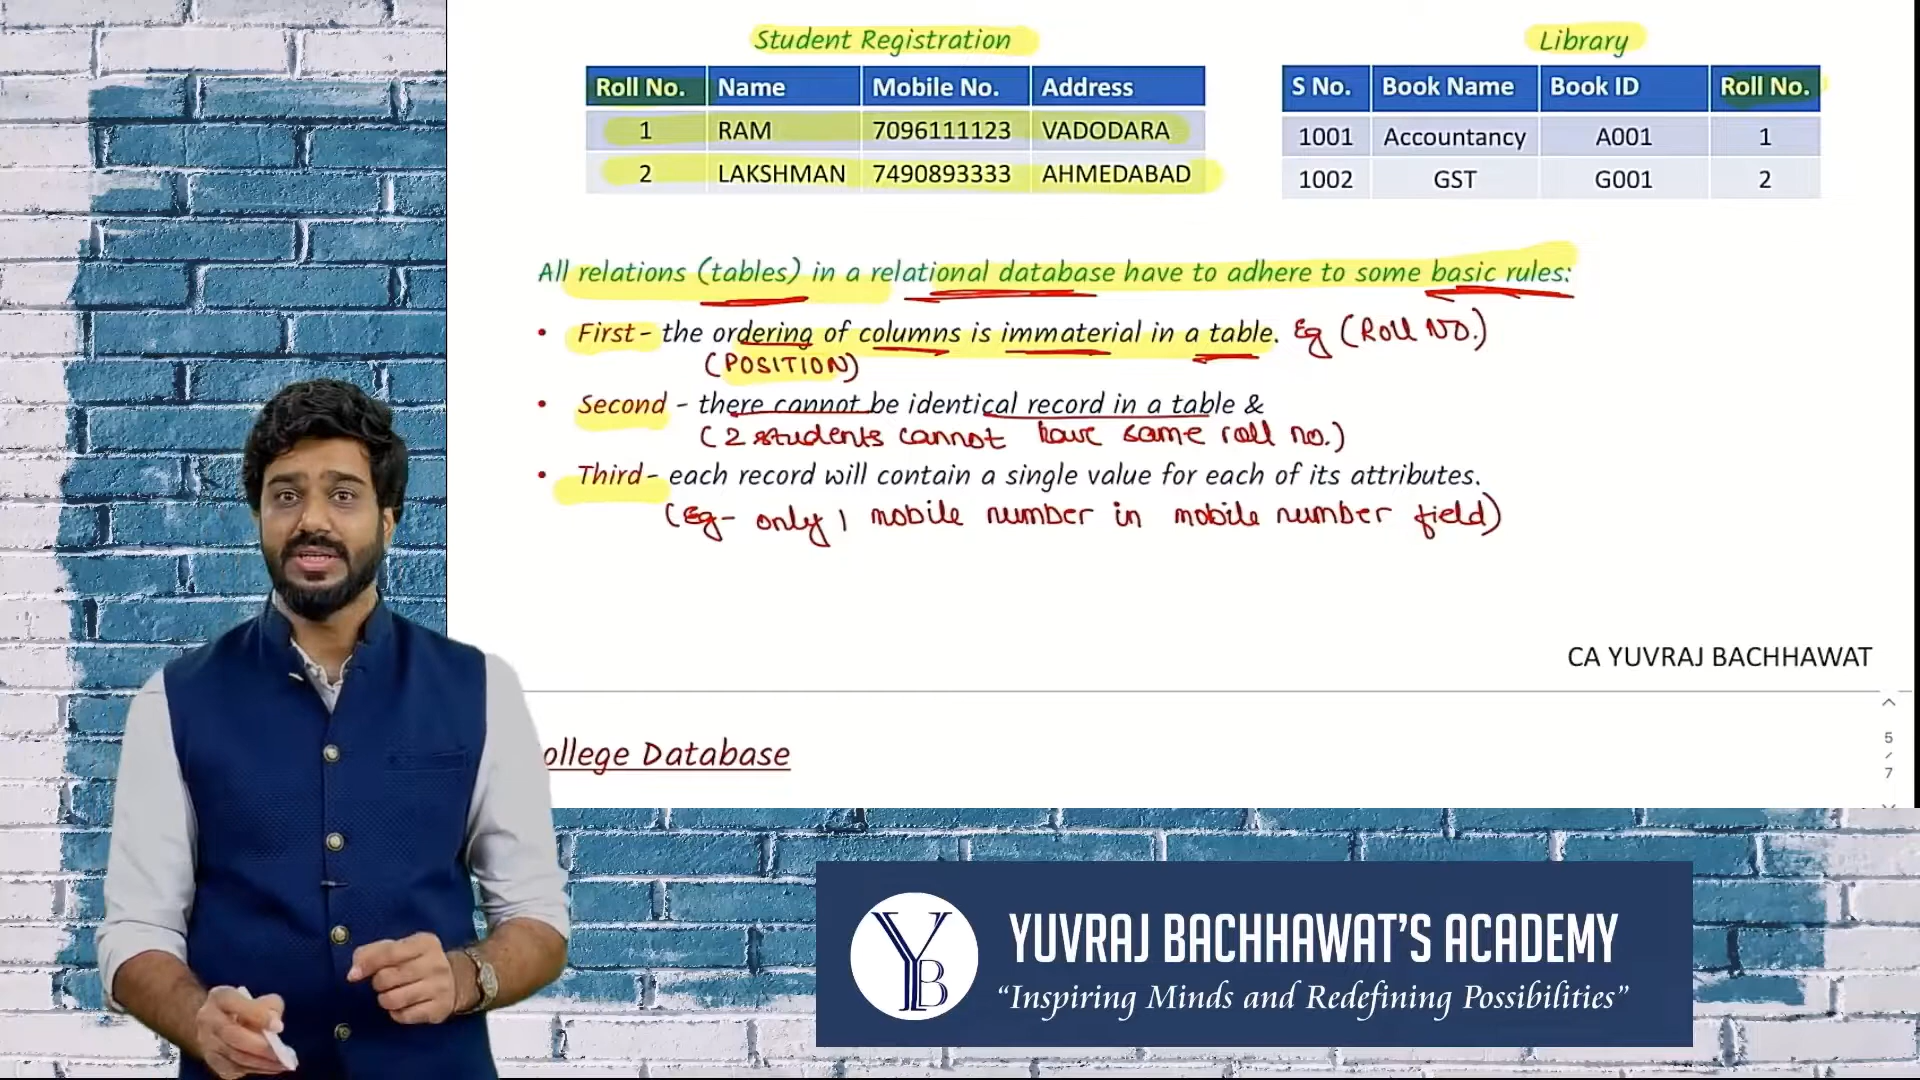 Student Registration
Roll No. Name Mobile No. Address
1 RAM 7096111123 VADODARA
2 LAKSHMAN 7490893333 AHMEDABAD
Library
S No. Book Name Book ID Roll No.
1001 Accountancy A001 1
1002 GST G001 2
All relations (tables) in a relational database have to adhere to some basic rules:
• First - the ordering of columns is immaterial in a table. Eg (Roll NO.)
(POSITION)
• Second - there cannot be identical record in a table &
(2 students cannot have same roll no.)
• Third - each record will contain a single value for each of its attributes.
(Eg- only 1 mobile number in mobile number field)
CA YUVRAJ BACHHAWAT
ollege Database
5
/
7
YB
YUVRAJ BACHHAWAT'S ACADEMY
“Inspiring Minds and Redefining Possibilities”